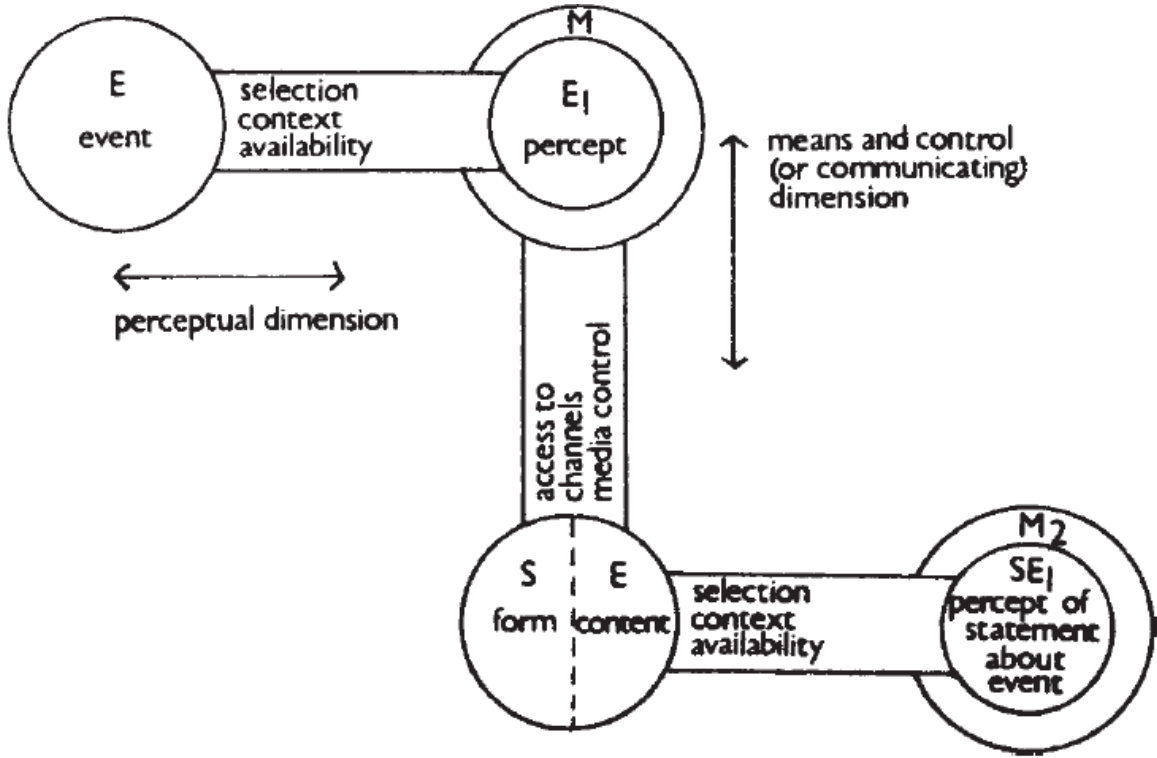 M
E
event
selection
context
availability
E1
percept
means and control
(or communicating)
dimension
perceptual dimension
access to
channels
media control
S
form
E
content
selection
context
availability
M2
SE1
percept of
statement
about
event